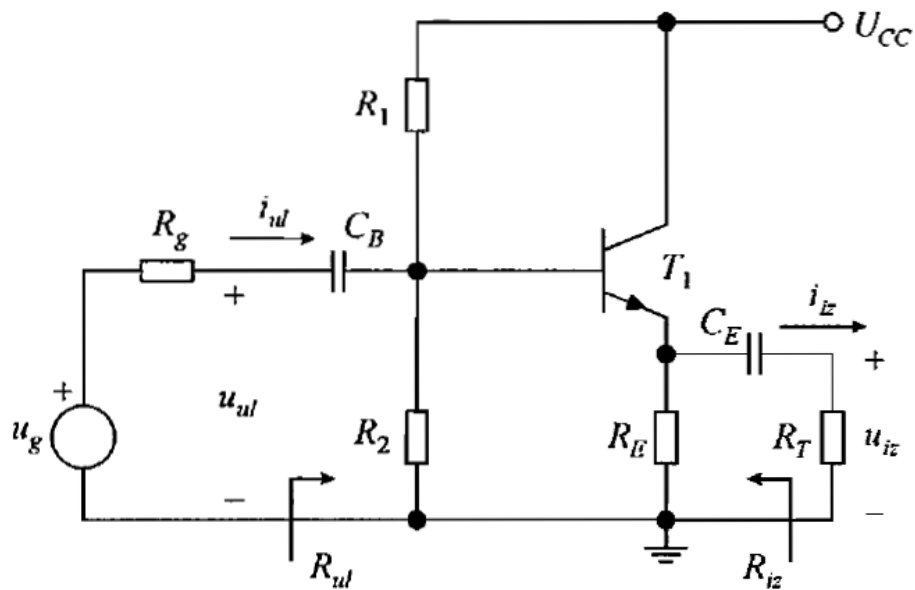 U_CC
R_1
i_ul
R_g
C_B
T_1
i_iz
C_E
+
+
+
u_ul
u_g
R_2
R_E
R_T
u_iz
−
−
R_ul
R_iz